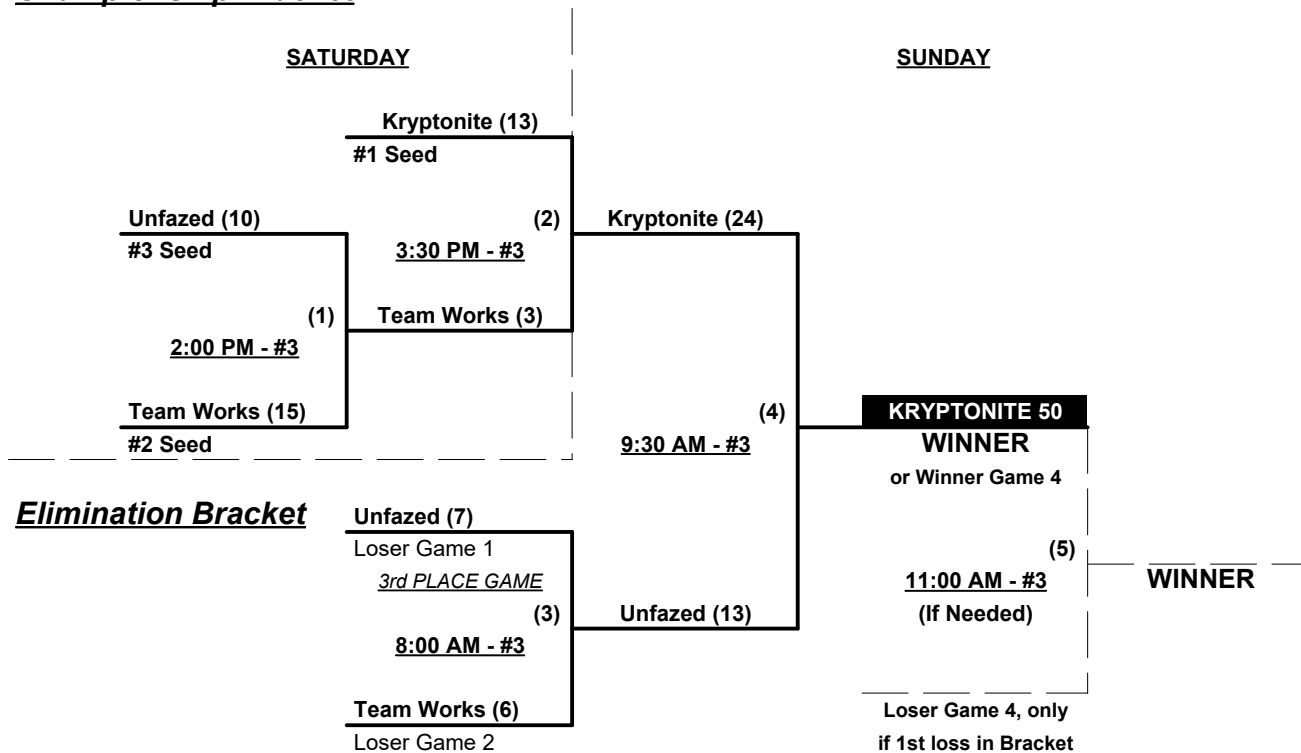 SATURDAY
SUNDAY
Kryptonite (13)
#1 Seed
Unfazed (10)
(2)
Kryptonite (24)
#3 Seed
3:30 PM - #3
(1)
Team Works (3)
2:00 PM - #3
Team Works (15)
(4)
KRYPTONITE 50
#2 Seed
9:30 AM - #3
WINNER
or Winner Game 4
Elimination Bracket
Unfazed (7)
Loser Game 1
(5)
3rd PLACE GAME
11:00 AM - #3
WINNER
(3)
Unfazed (13)
(If Needed)
8:00 AM - #3
Team Works (6)
Loser Game 4, only
Loser Game 2
if 1st loss in Bracket